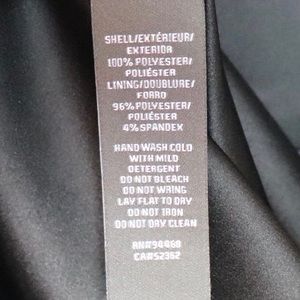 SHELL/EXTÉRIEUR/
EXTERIOR
100% POLYESTER/
POLIÉSTER
LINING/DOUBLURE/
FORRO
96% POLYESTER/
POLIÉSTER
4% SPANDEX
HAND WASH COLD
WITH MILD
DETERGENT
DO NOT BLEACH
DO NOT WRING
LAY FLAT TO DRY
DO NOT IRON
DO NOT DRY CLEAN
RN#94468
CA#52362